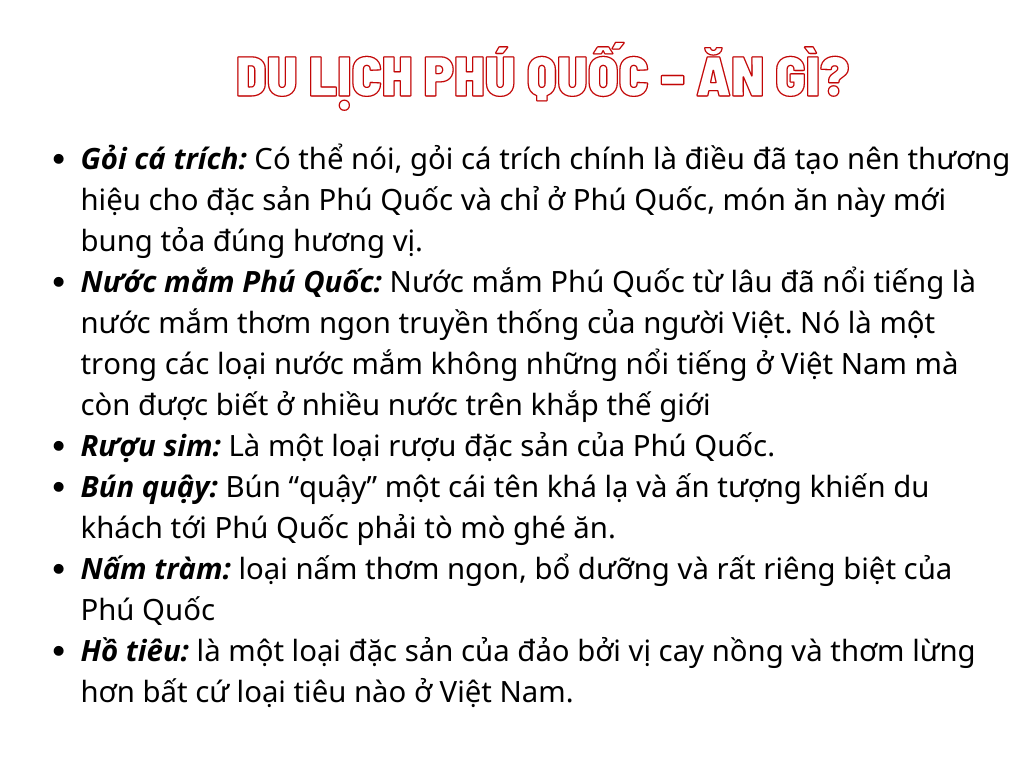 DU LỊCH PHÚ QUỐC – ĂN GÌ?
• Gỏi cá trích: Có thể nói, gỏi cá trích chính là điều đã tạo nên thương
hiệu cho đặc sản Phú Quốc và chỉ ở Phú Quốc, món ăn này mới
bung tỏa đúng hương vị.
• Nước mắm Phú Quốc: Nước mắm Phú Quốc từ lâu đã nổi tiếng là
nước mắm thơm ngon truyền thống của người Việt. Nó là một
trong các loại nước mắm không những nổi tiếng ở Việt Nam mà
còn được biết ở nhiều nước trên khắp thế giới
• Rượu sim: Là một loại rượu đặc sản của Phú Quốc.
• Bún quậy: Bún “quậy” một cái tên khá lạ và ấn tượng khiến du
khách tới Phú Quốc phải tò mò ghé ăn.
• Nấm tràm: loại nấm thơm ngon, bổ dưỡng và rất riêng biệt của
Phú Quốc
• Hồ tiêu: là một loại đặc sản của đảo bởi vị cay nồng và thơm lừng
hơn bất cứ loại tiêu nào ở Việt Nam.